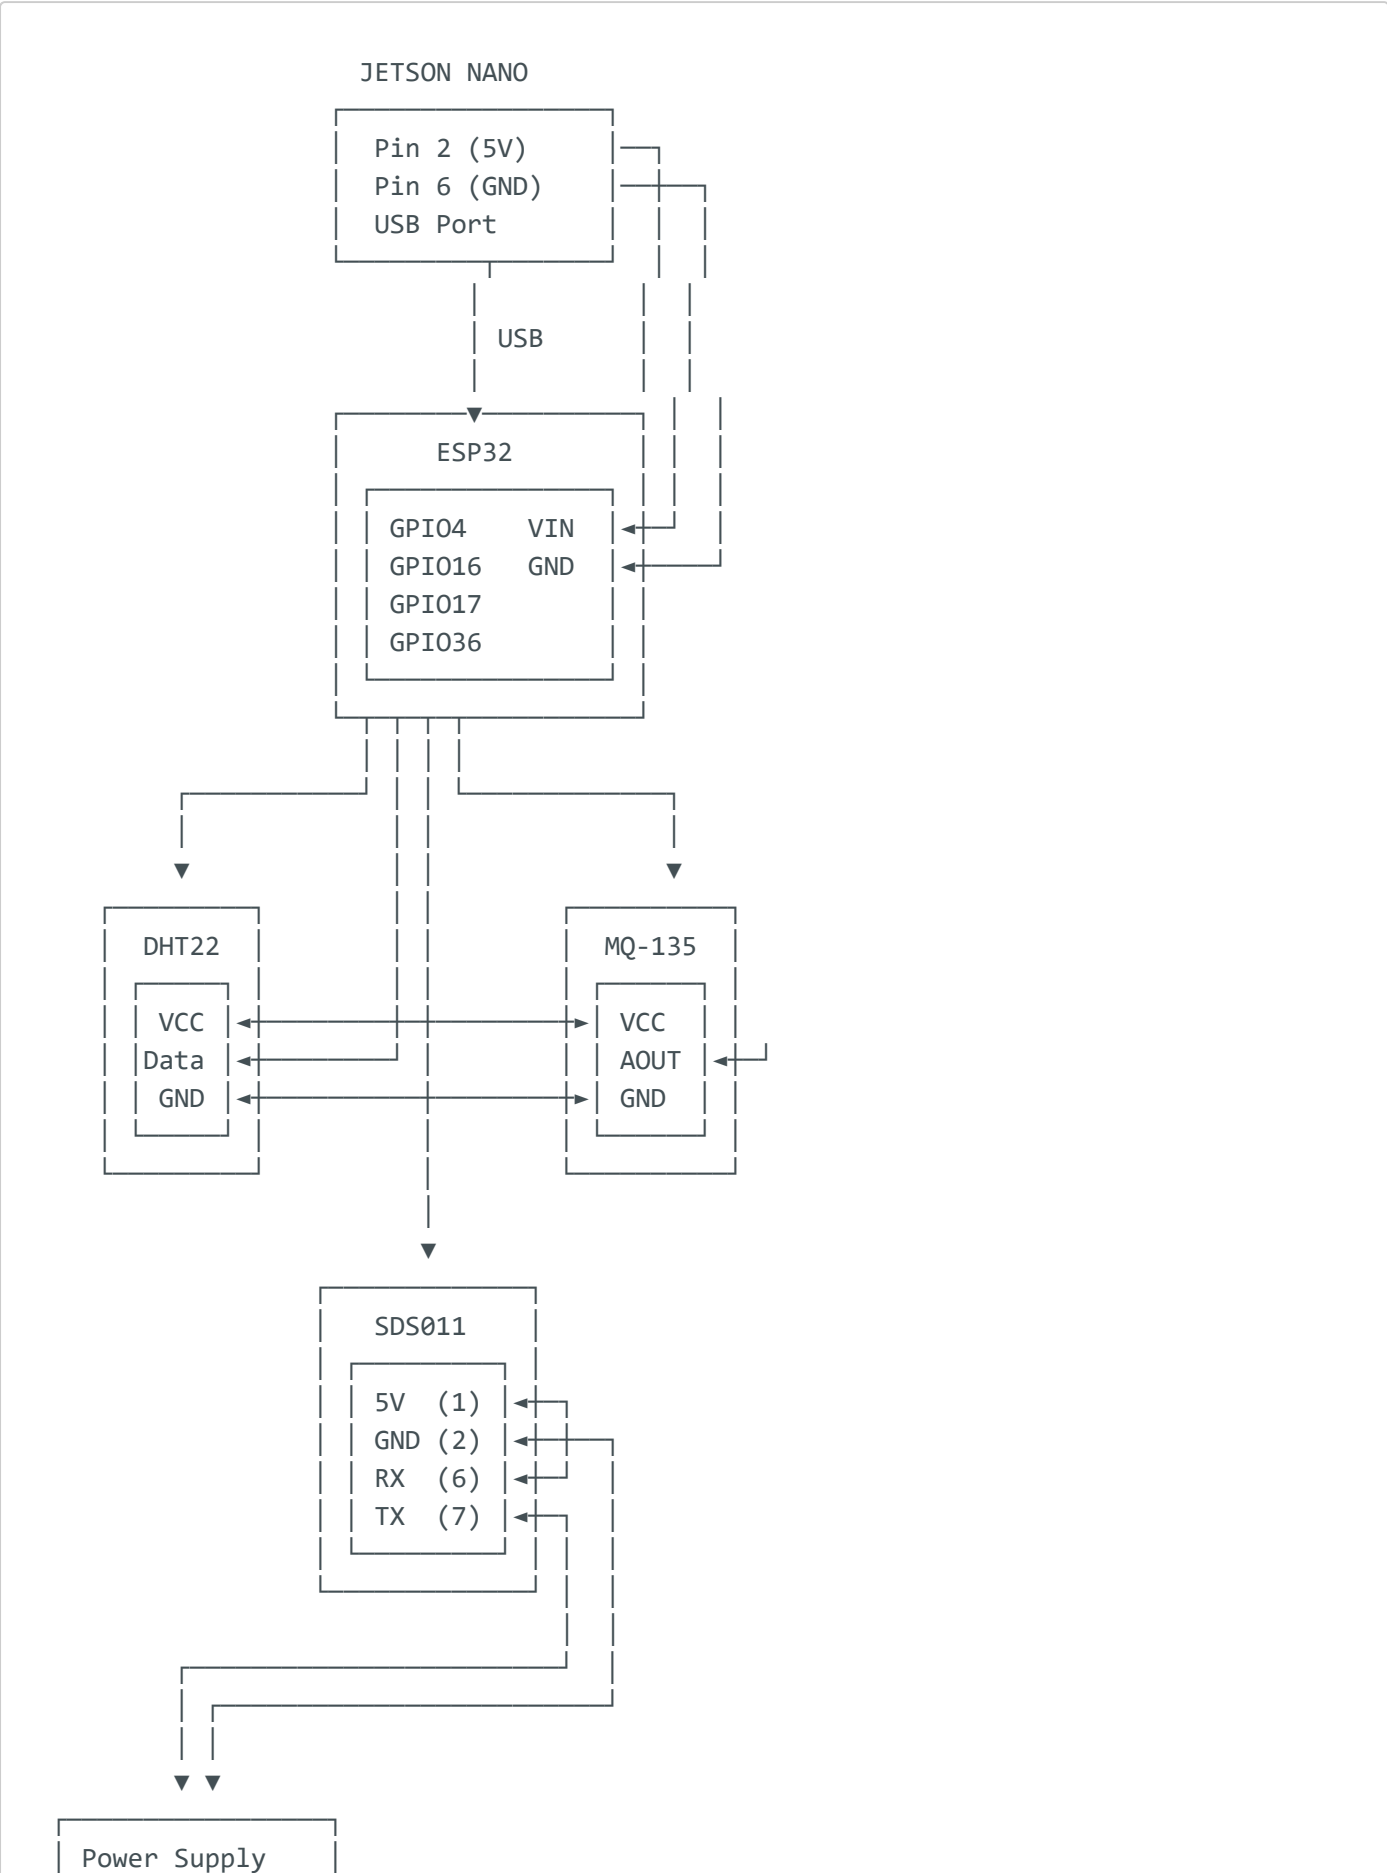 JETSON NANO
Pin 2 (5V)
Pin 6 (GND)
USB Port
USB
ESP32
GPIO4 VIN
GPIO16 GND
GPIO17
GPIO36
DHT22 MQ-135
VCC VCC
Data AOUT
GND GND
SDS011
5V (1)
GND (2)
RX (6)
TX (7)
Power Supply